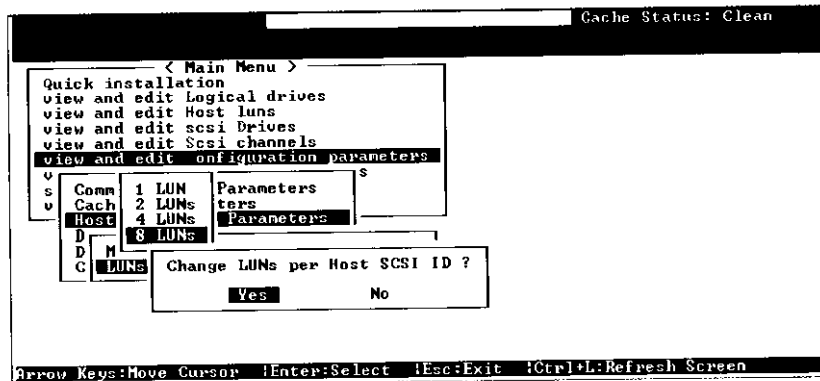 Cache Status: Clean
< Main Menu >
Quick installation
view and edit Logical drives
view and edit Host luns
view and edit scsi Drives
view and edit Scsi channels
view and edit onfiguration parameters
v s
s Comm 1 LUN Parameters
v Cach 2 LUNs ters
Host 4 LUNs Parameters
D 8 LUNs
D M
C LUNs Change LUNs per Host SCSI ID ?
Yes No
Arrow Keys:Move Cursor |Enter:Select |Esc:Exit |Ctrl+L:Refresh Screen